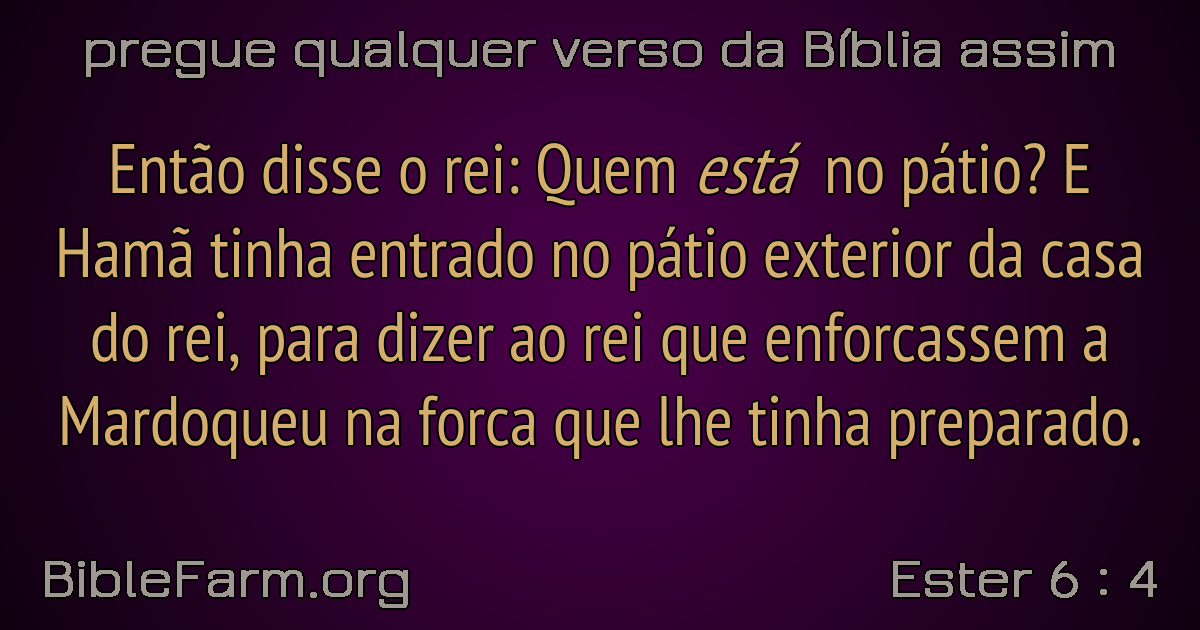 pregue qualquer verso da Bíblia assim
Então disse o rei: Quem está no pátio? E
Hamã tinha entrado no pátio exterior da casa
do rei, para dizer ao rei que enforcassem a
Mardoqueu na forca que lhe tinha preparado.
BibleFarm.org
Ester 6 : 4